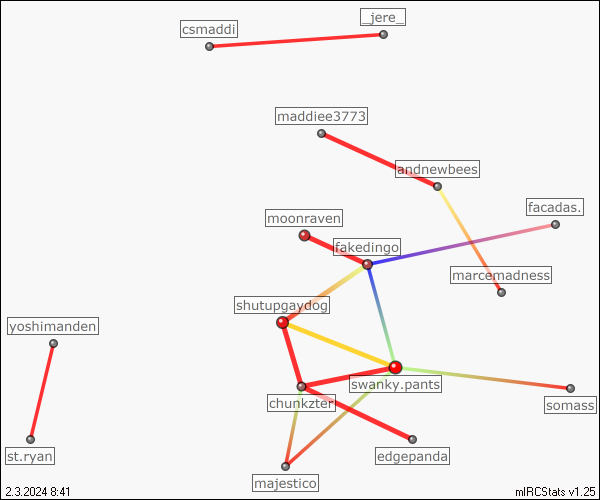 _jere_
csmaddi
maddiee3773
andnewbees
facadas.
moonraven
fakedingo
marcemadness
shutupgaydog
yoshimanden
swanky.pants
chunkzter
somass
st.ryan
edgepanda
majestico
2.3.2024 8:41
mIRCStats v1.25